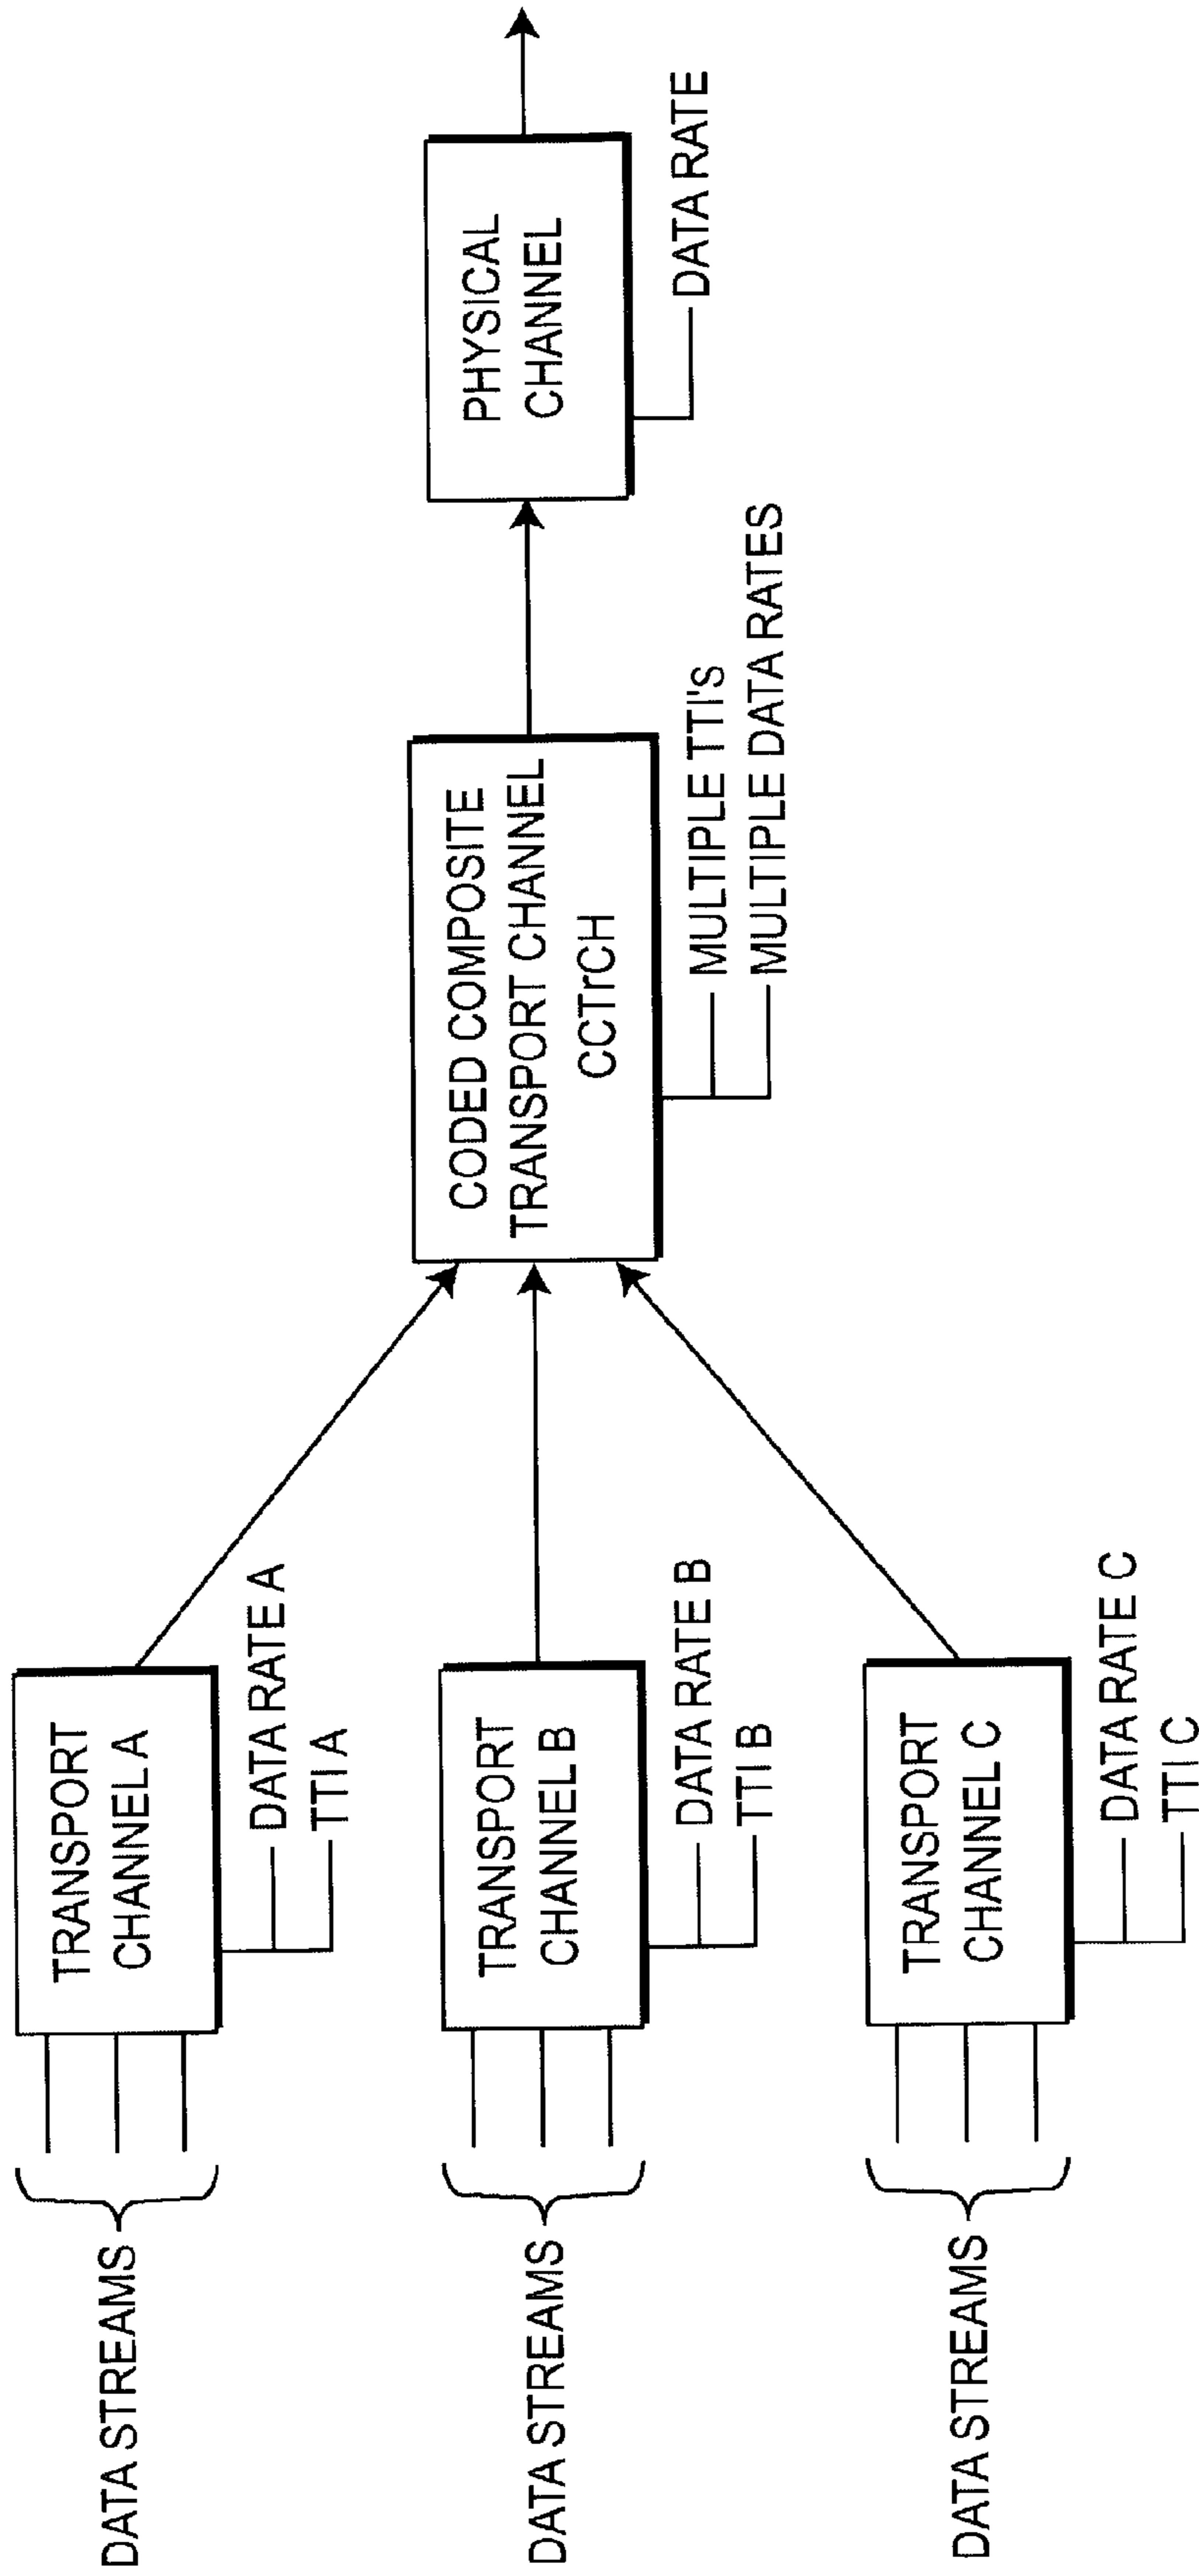 DATA STREAMS
TRANSPORT
CHANNEL A
DATA RATE A
TTI A
DATA STREAMS
TRANSPORT
CHANNEL B
DATA RATE B
TTI B
DATA STREAMS
TRANSPORT
CHANNEL C
DATA RATE C
TTI C
CODED COMPOSITE
TRANSPORT CHANNEL
CCTrCH
MULTIPLE TTI's
MULTIPLE DATA RATES
PHYSICAL
CHANNEL
DATA RATE